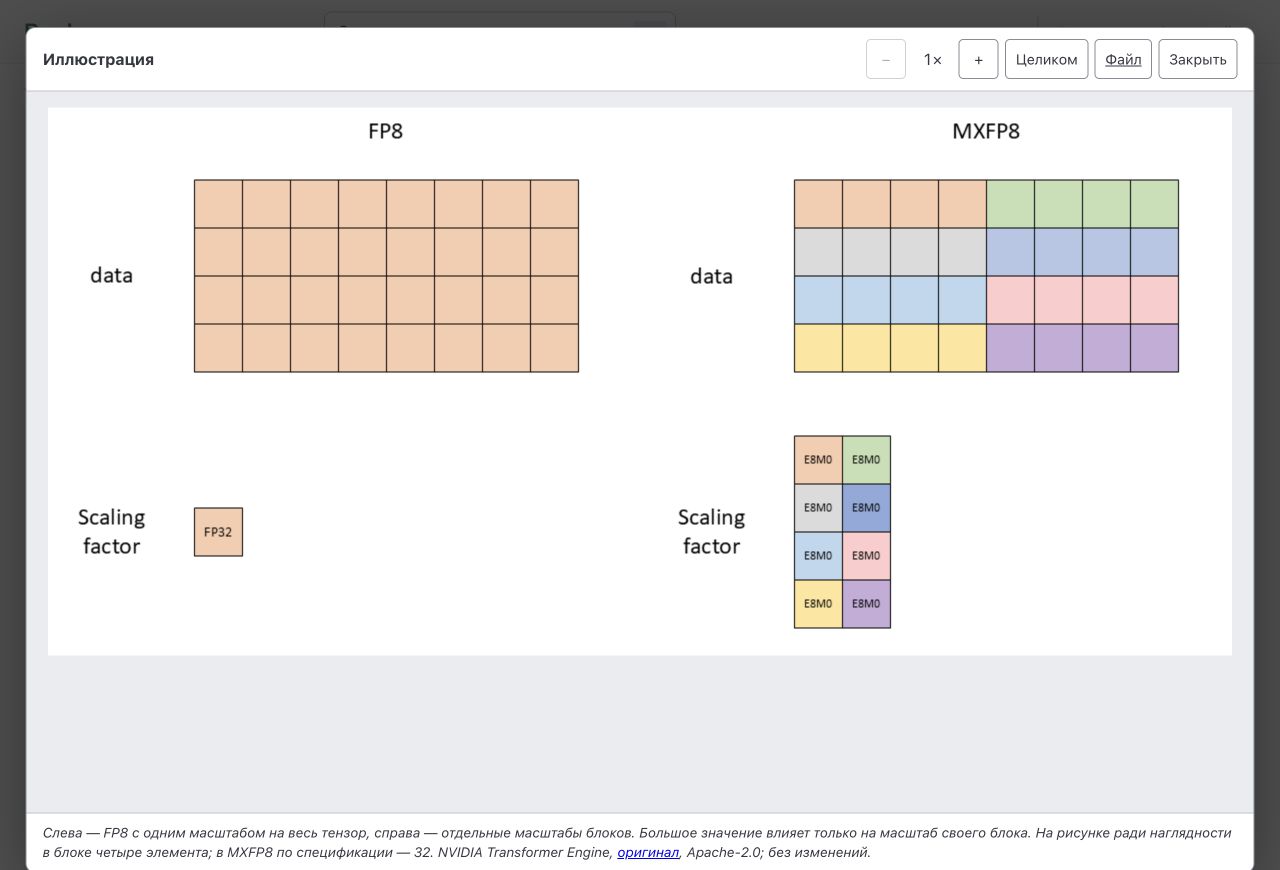 Иллюстрация
− 1× + Целиком Файл Закрыть
FP8
MXFP8
data
data
Scaling
factor
FP32
Scaling
factor
E8M0 E8M0
E8M0 E8M0
E8M0 E8M0
E8M0 E8M0
Слева — FP8 с одним масштабом на весь тензор, справа — отдельные масштабы блоков. Большое значение влияет только на масштаб своего блока. На рисунке ради наглядности
в блоке четыре элемента; в MXFP8 по спецификации — 32. NVIDIA Transformer Engine, оригинал, Apache-2.0; без изменений.